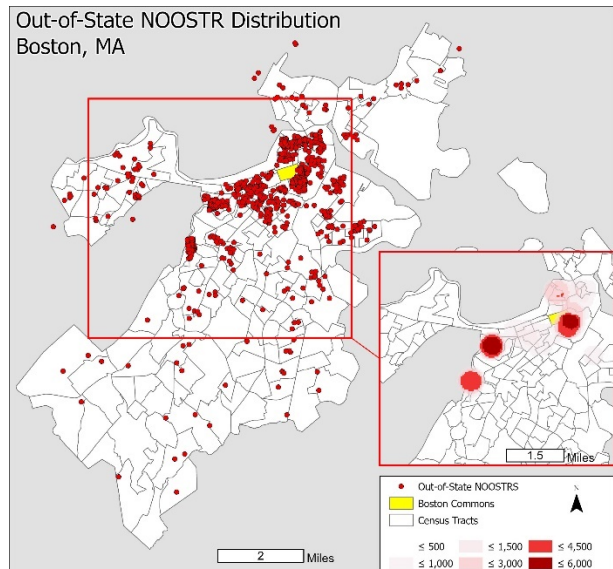 Out-of-State NOOSTR Distribution
Boston, MA
1.5 Miles
2 Miles
Out-of-State NOOSTRS
Boston Commons
Census Tracts
≤ 500 ≤ 1,500 ≤ 4,500
≤ 1,000 ≤ 3,000 ≤ 6,000